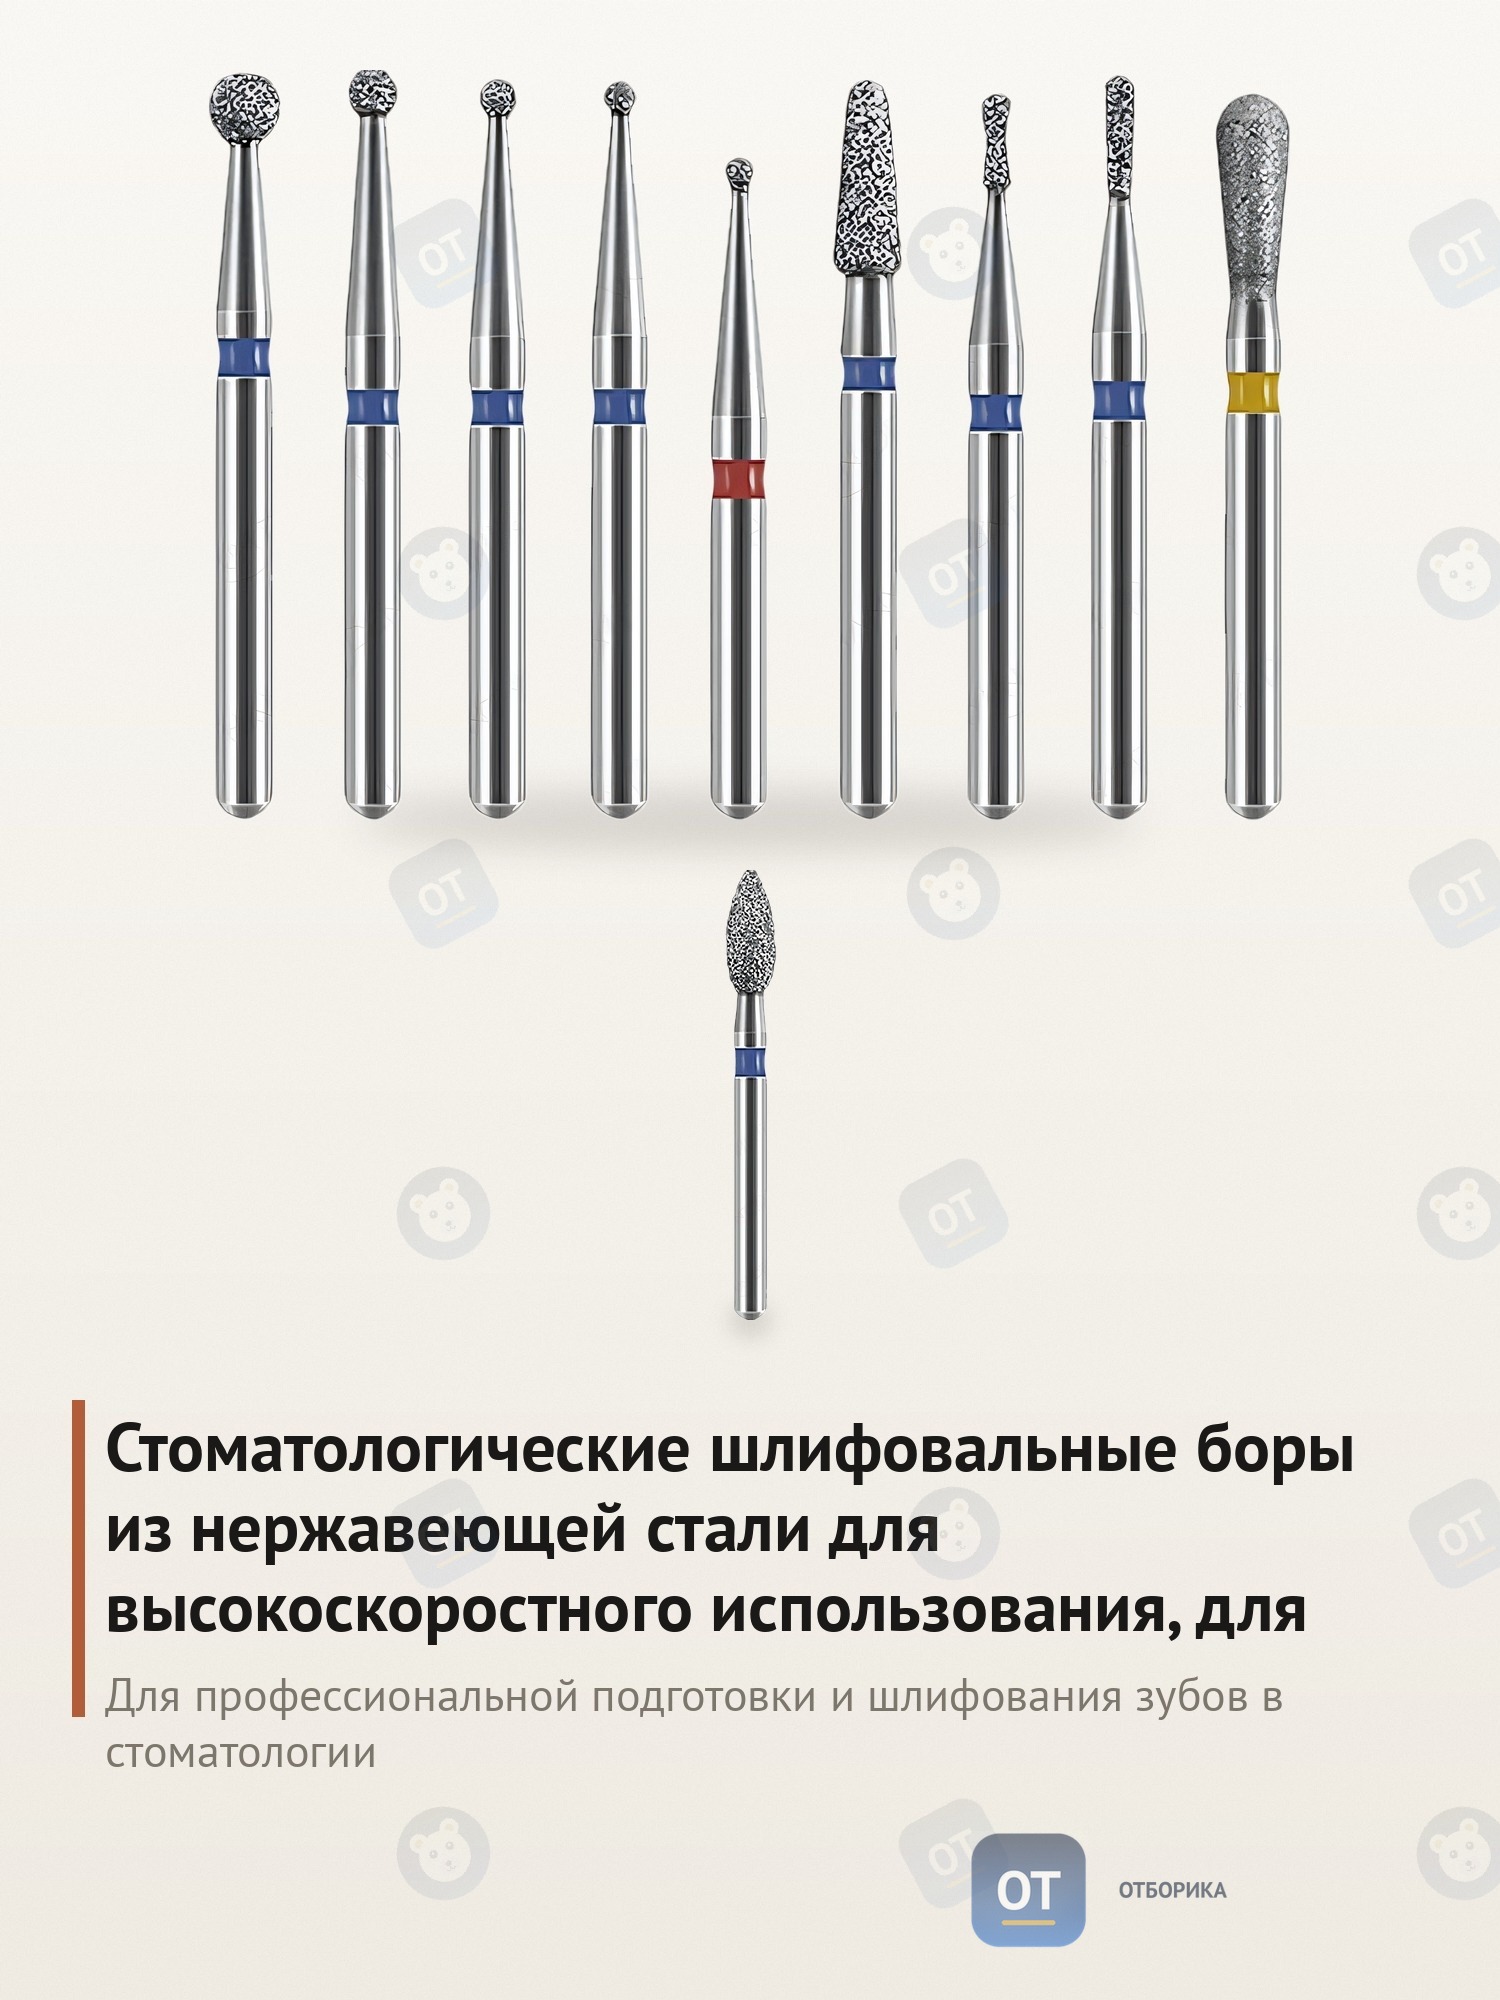 Стоматологические шлифовальные боры
из нержавеющей стали для
высокоскоростного использования, для
Для профессиональной подготовки и шлифования зубов в
стоматологии
ОТ
ОТБОРИКА